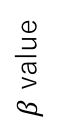 β value